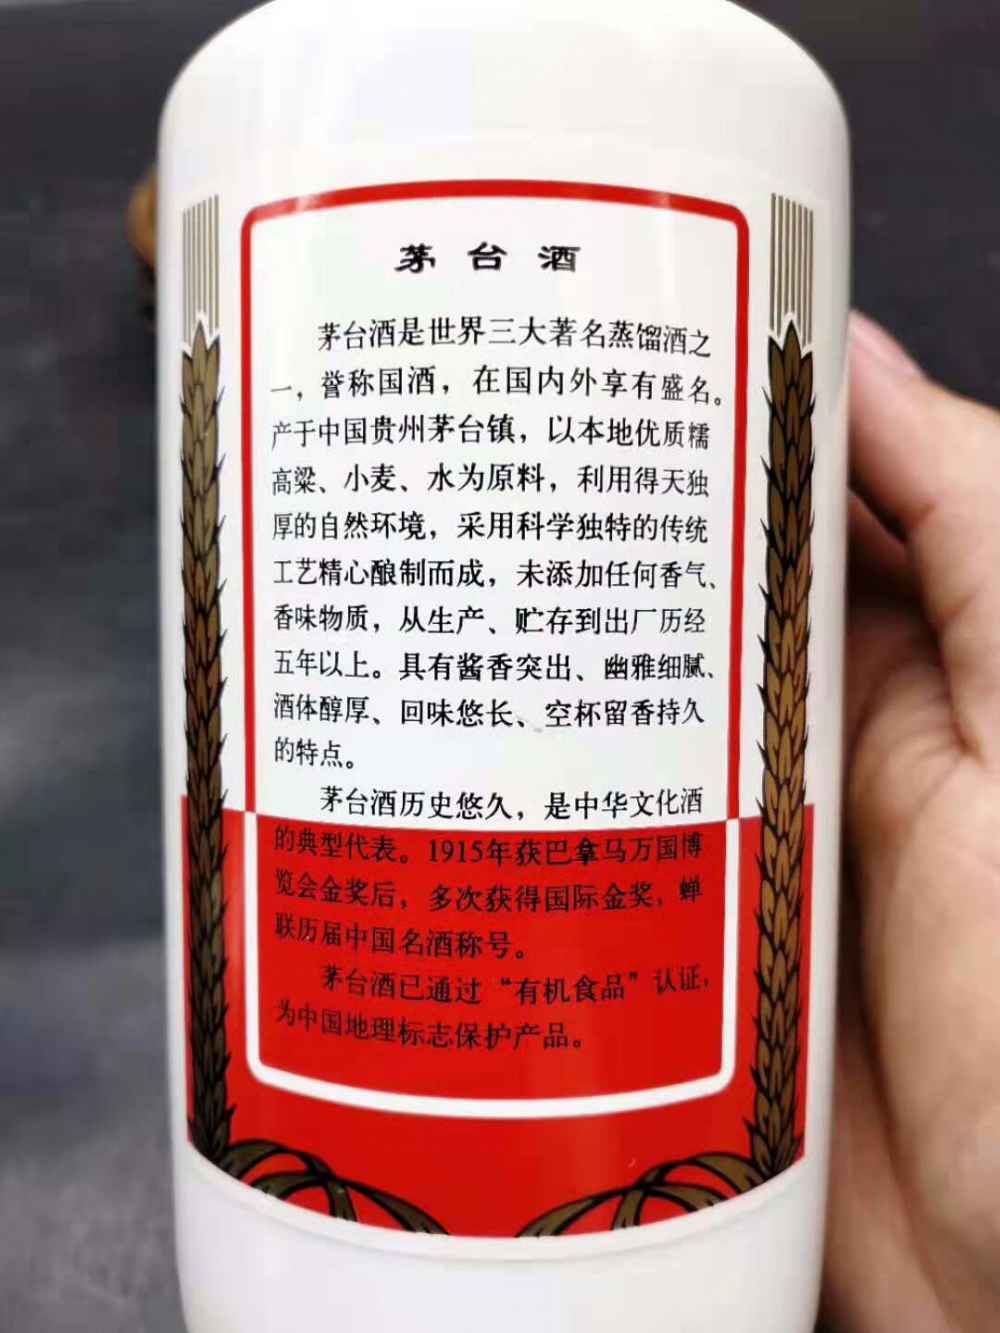 茅台酒
茅台酒是世界三大著名蒸馏酒之
一，誉称国酒，在国内外享有盛名。
产于中国贵州茅台镇，以本地优质糯
高粱、小麦、水为原料，利用得天独
厚的自然环境，采用科学独特的传统
工艺精心酿制而成，未添加任何香气、
香味物质，从生产、贮存到出厂历经
五年以上。具有酱香突出、幽雅细腻、
酒体醇厚、回味悠长、空杯留香持久
的特点。
茅台酒历史悠久，是中华文化酒
的典型代表。1915年获巴拿马万国博
览会金奖后，多次获得国际金奖，蝉
联历届中国名酒称号。
茅台酒已通过“有机食品”认证，
为中国地理标志保护产品。